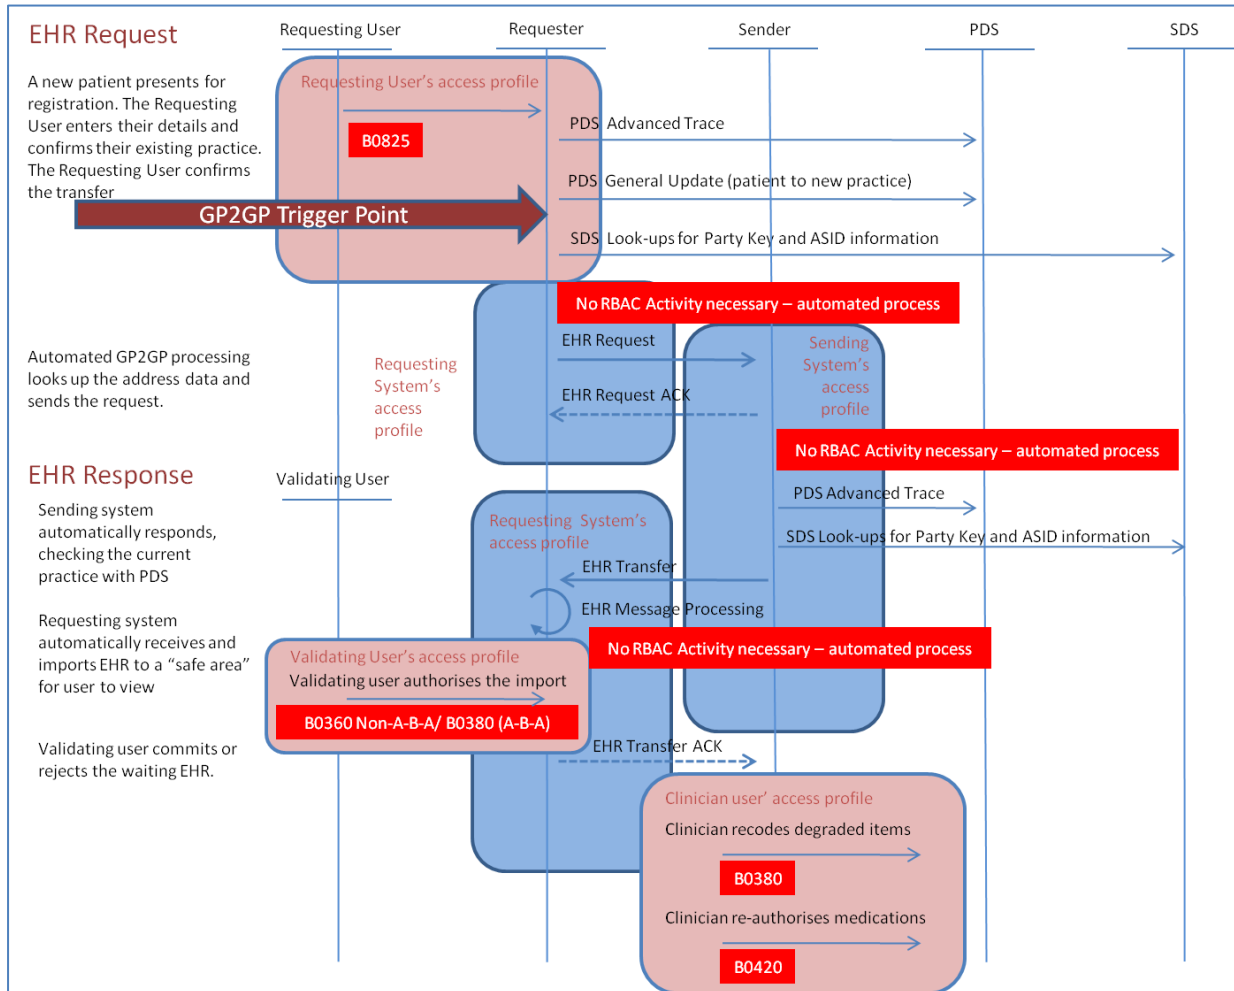 EHR Request
Requesting User
Requester
Sender
PDS
SDS
A new patient presents for
registration. The Requesting
User enters their details and
confirms their existing practice.
The Requesting User confirms
the transfer
Requesting User's access profile
B0825
PDS Advanced Trace
PDS General Update (patient to new practice)
GP2GP Trigger Point
SDS Look-ups for Party Key and ASID information
No RBAC Activity necessary – automated process
Automated GP2GP processing
looks up the address data and
sends the request.
Requesting
System's
access
profile
EHR Request
EHR Request ACK
Sending
System's
access
profile
No RBAC Activity necessary – automated process
EHR Response
Validating User
Sending system
automatically responds,
checking the current
practice with PDS
PDS Advanced Trace
SDS Look-ups for Party Key and ASID information
Requesting System's
access profile
EHR Transfer
EHR Message Processing
No RBAC Activity necessary – automated process
Requesting system
automatically receives and
imports EHR to a “safe area”
for user to view
Validating User's access profile
Validating user authorises the import
B0360 Non-A-B-A/ B0380 (A-B-A)
Validating user commits or
rejects the waiting EHR.
EHR Transfer ACK
Clinician user' access profile
Clinician recodes degraded items
B0380
Clinician re-authorises medications
B0420